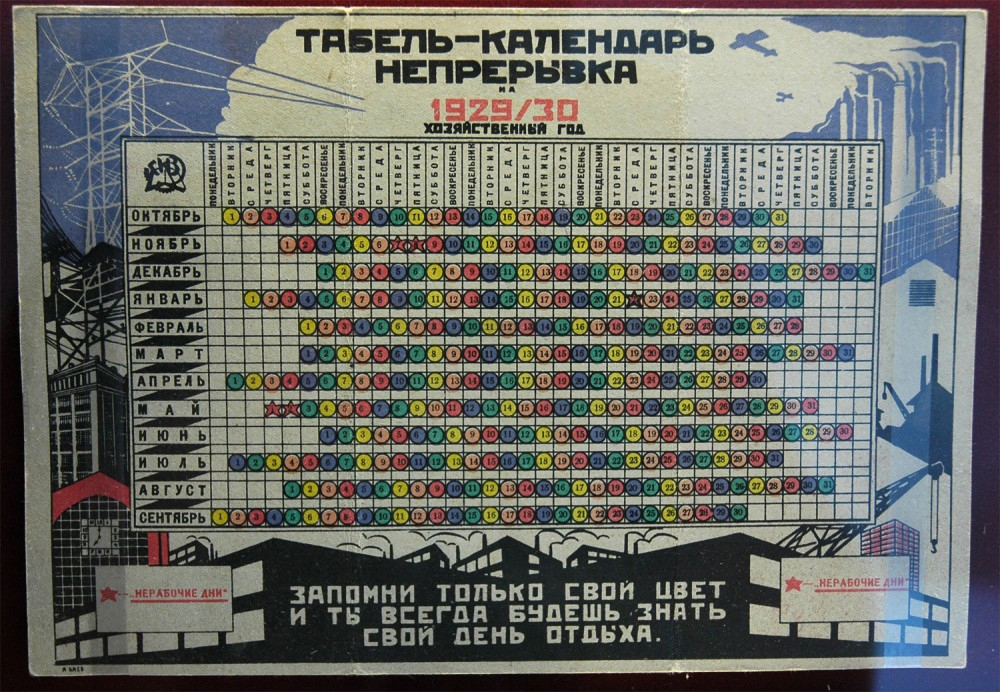 ТАБЕЛЬ-КАЛЕНДАРЬ
НЕПРЕРЫВКА
НА
1929/30
ХОЗЯЙСТВЕННЫЙ ГОД
ПОНЕДЕЛЬНИК ВТОРНИК СРЕДА ЧЕТВЕРГ ПЯТНИЦА СУББОТА ВОСКРЕСЕНЬЕ ПОНЕДЕЛЬНИК ВТОРНИК СРЕДА ЧЕТВЕРГ ПЯТНИЦА СУББОТА ВОСКРЕСЕНЬЕ ПОНЕДЕЛЬНИК ВТОРНИК СРЕДА ЧЕТВЕРГ ПЯТНИЦА СУББОТА ВОСКРЕСЕНЬЕ ПОНЕДЕЛЬНИК ВТОРНИК СРЕДА ЧЕТВЕРГ ПЯТНИЦА СУББОТА ВОСКРЕСЕНЬЕ ПОНЕДЕЛЬНИК ВТОРНИК СРЕДА ЧЕТВЕРГ ПЯТНИЦА СУББОТА ВОСКРЕСЕНЬЕ ПОНЕДЕЛЬНИК ВТОРНИК
ОКТЯБРЬ 1 2 3 4 5 6 7 8 9 10 11 12 13 14 15 16 17 18 19 20 21 22 23 24 25 26 27 28 29 30 31
НОЯБРЬ 1 2 3 4 5 6 9 10 11 12 13 14 15 16 17 18 19 20 21 22 23 24 25 26 27 28 29 30
ДЕКАБРЬ 1 2 3 4 5 6 7 8 9 10 11 12 13 14 15 16 17 18 19 20 21 22 23 24 25 26 27 28 29 30 31
ЯНВАРЬ 1 2 3 4 5 6 7 8 9 10 11 12 13 14 15 16 17 18 19 20 21 23 24 25 26 27 28 29 30 31
ФЕВРАЛЬ 1 2 3 4 5 6 7 8 9 10 11 12 13 14 15 16 17 18 19 20 21 22 23 24 25 26 27 28
МАРТ 1 2 3 4 5 6 7 8 9 10 11 12 13 14 15 16 17 18 19 20 21 22 23 24 25 26 27 28 29 30 31
АПРЕЛЬ 1 2 3 4 5 6 7 8 9 10 11 12 13 14 15 16 17 18 19 20 21 22 23 24 25 26 27 28 29 30
МАЙ 3 4 5 6 7 8 9 10 11 12 13 14 15 16 17 18 19 20 21 22 23 24 25 26 27 28 29 30 31
ИЮНЬ 1 2 3 4 5 6 7 8 9 10 11 12 13 14 15 16 17 18 19 20 21 22 23 24 25 26 27 28 29 30
ИЮЛЬ 1 2 3 4 5 6 7 8 9 10 11 12 13 14 15 16 17 18 19 20 21 22 23 24 25 26 27 28 29 30 31
АВГУСТ 1 2 3 4 5 6 7 8 9 10 11 12 13 14 15 16 17 18 19 20 21 22 23 24 25 26 27 28 29 30 31
СЕНТЯБРЬ 1 2 3 4 5 6 7 8 9 10 11 12 13 14 15 16 17 18 19 20 21 22 23 24 25 26 27 28 29 30
— „НЕРАБОЧИЕ ДНИ"
— „НЕРАБОЧИЕ ДНИ"
ЗАПОМНИ ТОЛЬКО СВОЙ ЦВЕТ
И ТЫ ВСЕГДА БУДЕШЬ ЗНАТЬ
СВОЙ ДЕНЬ ОТДЫХА.